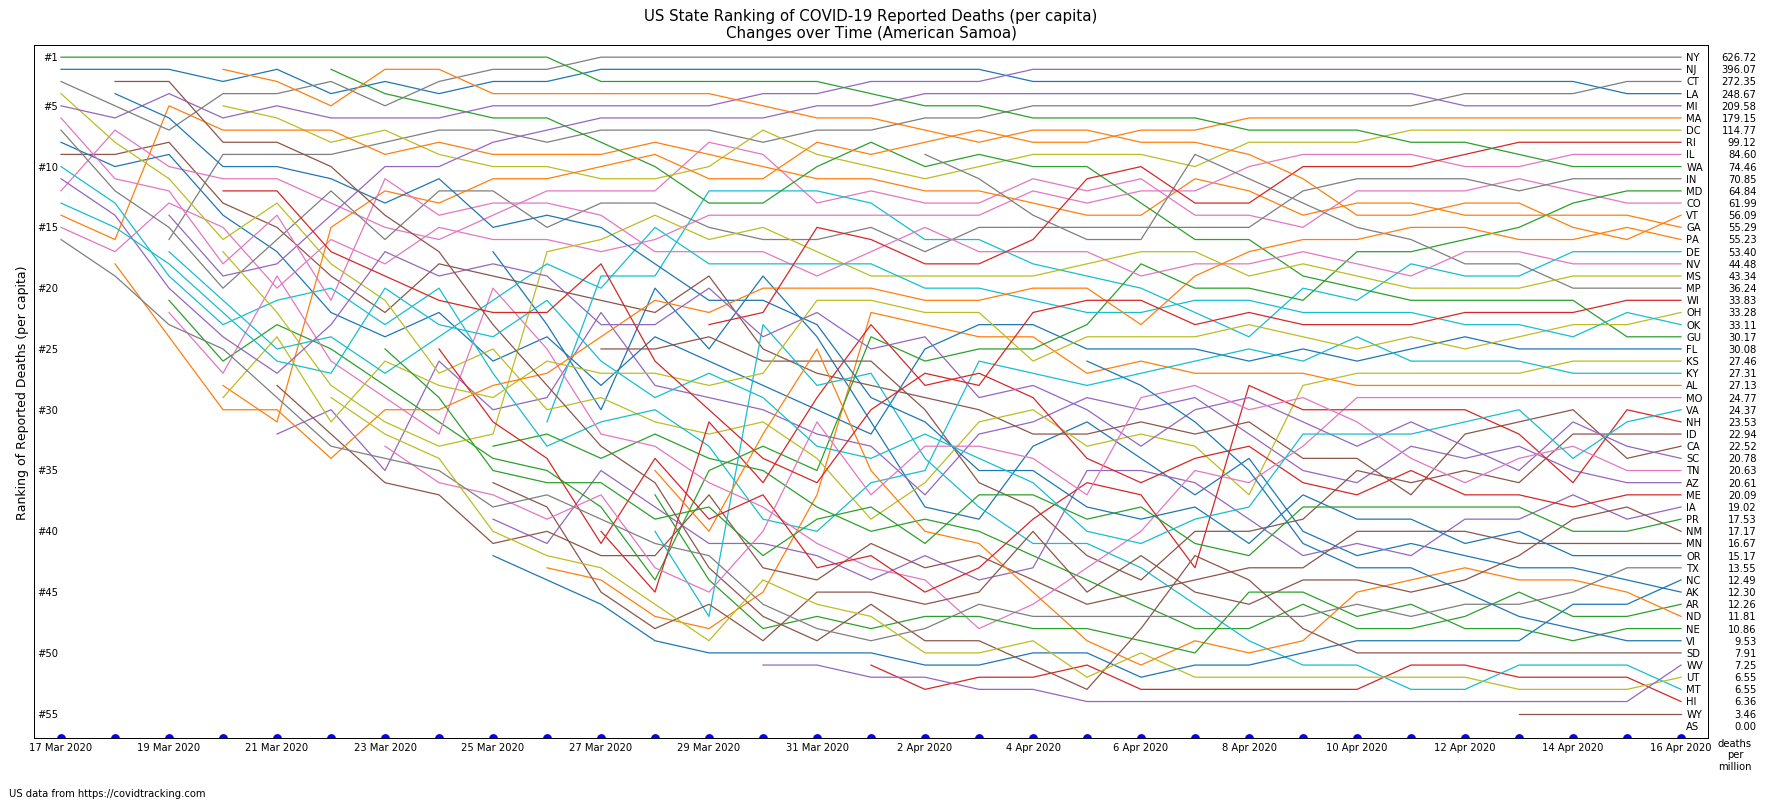 US State Ranking of COVID-19 Reported Deaths (per capita)
Changes over Time (American Samoa)
Ranking of Reported Deaths (per capita)
#1
#5
#10
#15
#20
#25
#30
#35
#40
#45
#50
#55
NY 626.72
NJ 396.07
CT 272.35
LA 248.67
MI 209.58
MA 179.15
DC 114.77
RI 99.12
IL 84.60
WA 74.46
IN 70.85
MD 64.84
CO 61.99
VT 56.09
GA 55.29
PA 55.23
DE 53.40
NV 44.48
MS 43.34
MP 36.24
WI 33.83
OH 33.28
OK 33.11
GU 30.17
FL 30.08
KS 27.46
KY 27.31
AL 27.13
MO 24.77
VA 24.37
NH 23.53
ID 22.94
CA 22.52
SC 20.78
TN 20.63
AZ 20.61
ME 20.09
IA 19.02
PR 17.53
NM 17.17
MN 16.67
OR 15.17
TX 13.55
NC 12.49
AK 12.30
AR 12.26
ND 11.81
NE 10.86
VI 9.53
SD 7.91
WV 7.25
UT 6.55
MT 6.55
HI 6.36
WY 3.46
AS 0.00
17 Mar 2020 19 Mar 2020 21 Mar 2020 23 Mar 2020 25 Mar 2020 27 Mar 2020 29 Mar 2020 31 Mar 2020 2 Apr 2020 4 Apr 2020 6 Apr 2020 8 Apr 2020 10 Apr 2020 12 Apr 2020 14 Apr 2020 16 Apr 2020
deaths
per
million
US data from https://covidtracking.com